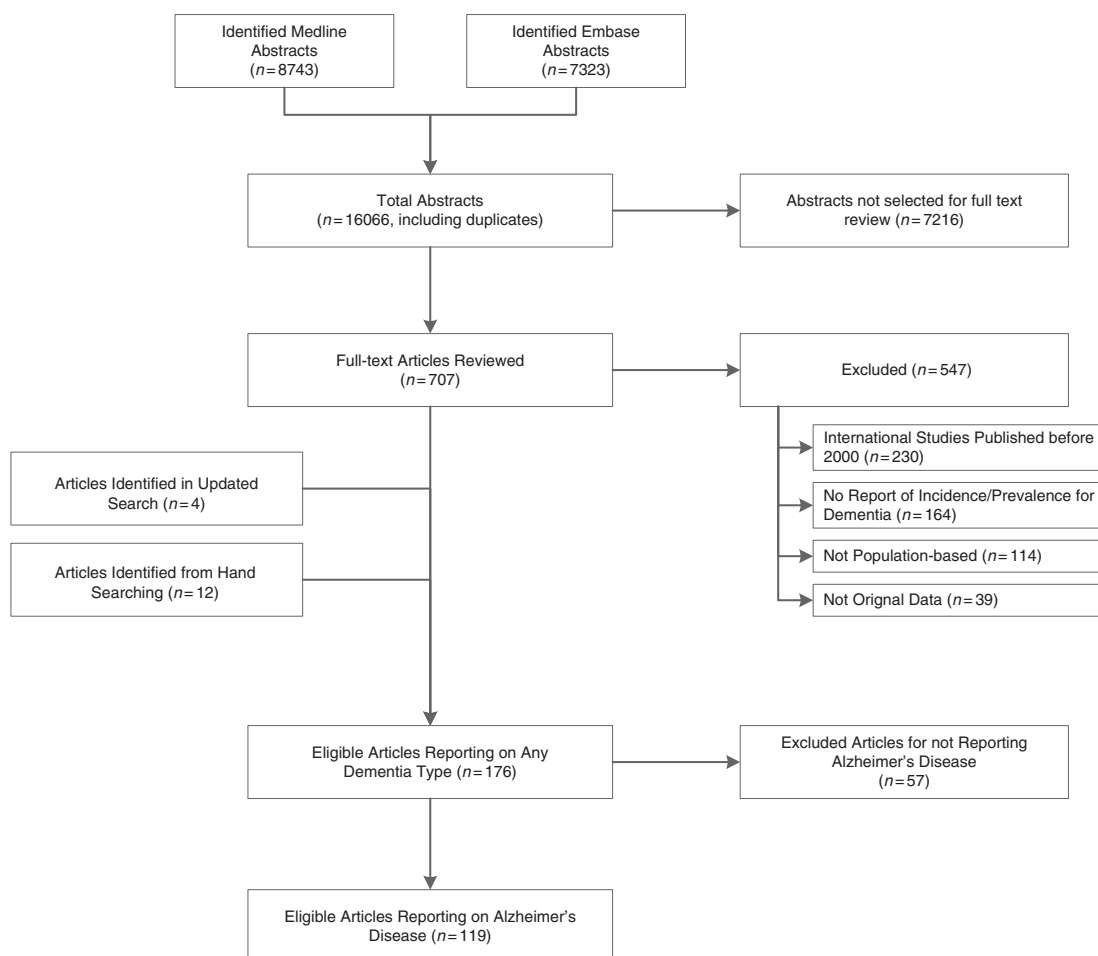 Identified Medline
Abstracts
(n=8743)
Identified Embase
Abstracts
(n=7323)
Total Abstracts
(n=16066, including duplicates)
Abstracts not selected for full text
review (n=7216)
Full-text Articles Reviewed
(n=707)
Excluded (n=547)
International Studies Published before
2000 (n=230)
No Report of Incidence/Prevalence for
Dementia (n=164)
Not Population-based (n=114)
Not Orignal Data (n=39)
Articles Identified in Updated
Search (n=4)
Articles Identified from Hand
Searching (n=12)
Eligible Articles Reporting on Any
Dementia Type (n=176)
Excluded Articles for not Reporting
Alzheimer's Disease
(n=57)
Eligible Articles Reporting on Alzheimer's
Disease (n=119)